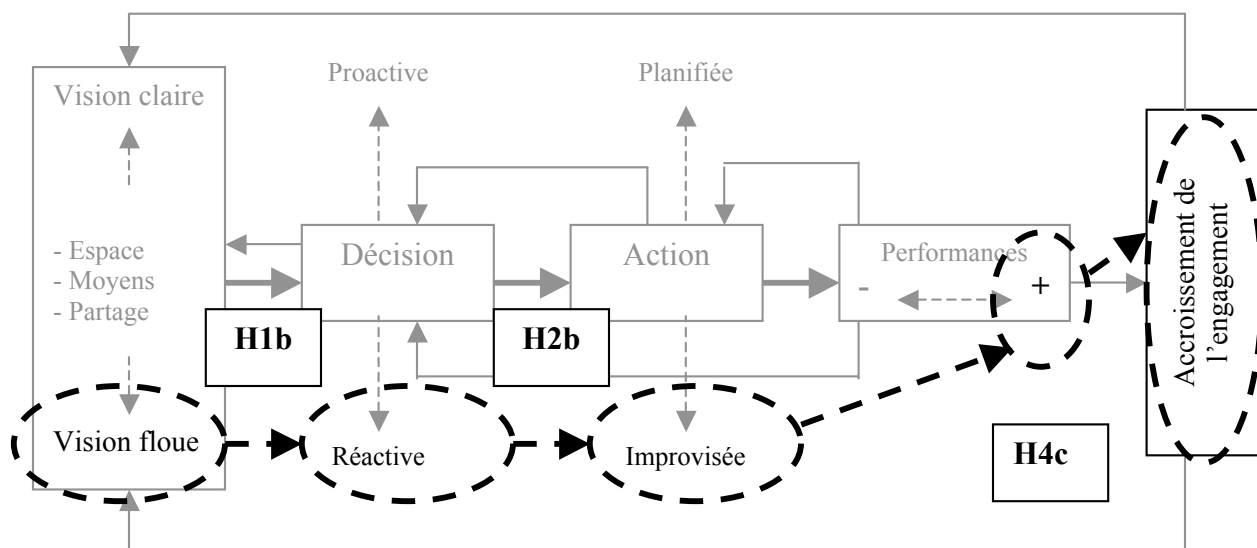 Proactive
Planifiée
Vision claire
- Espace
- Moyens
- Partage
Décision
Action
Performances
-
+
Accroissement de
l'engagement
H1b
H2b
H4c
Vision floue
Réactive
Improvisée